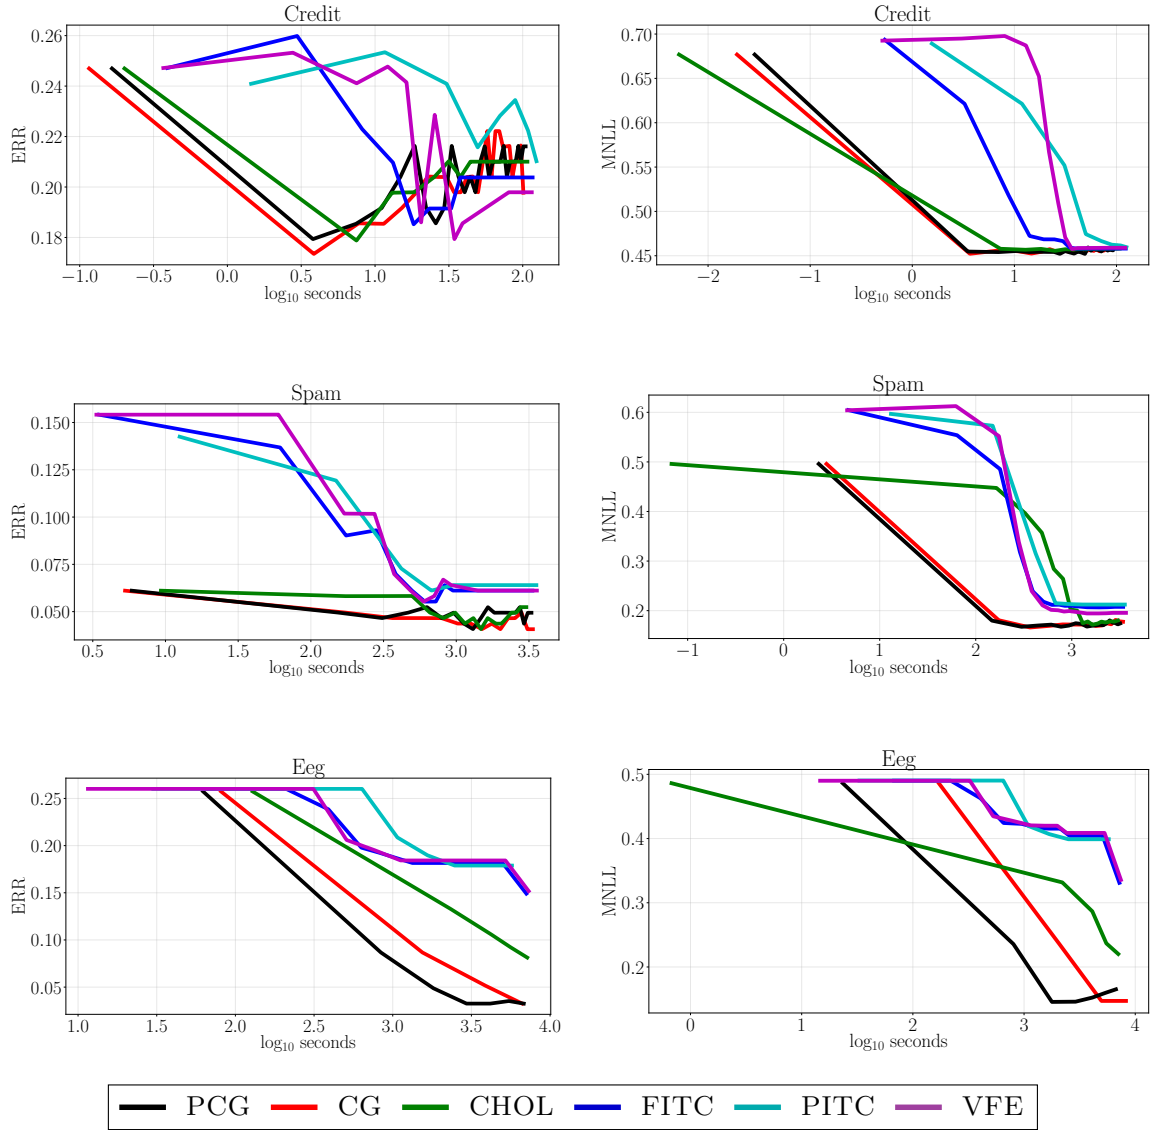 Credit
0.26
0.24
0.22
0.20
0.18
ERR
−1.0 −0.5 0.0 0.5 1.0 1.5 2.0
log10 seconds
Credit
0.70
0.65
0.60
0.55
0.50
0.45
MNLL
−2 −1 0 1 2
log10 seconds
Spam
0.150
0.125
0.100
0.075
0.050
ERR
0.5 1.0 1.5 2.0 2.5 3.0 3.5
log10 seconds
Spam
0.6
0.5
0.4
0.3
0.2
MNLL
−1 0 1 2 3
log10 seconds
Eeg
0.25
0.20
0.15
0.10
0.05
ERR
1.0 1.5 2.0 2.5 3.0 3.5 4.0
log10 seconds
Eeg
0.5
0.4
0.3
0.2
MNLL
0 1 2 3 4
log10 seconds
PCG CG CHOL FITC PITC VFE